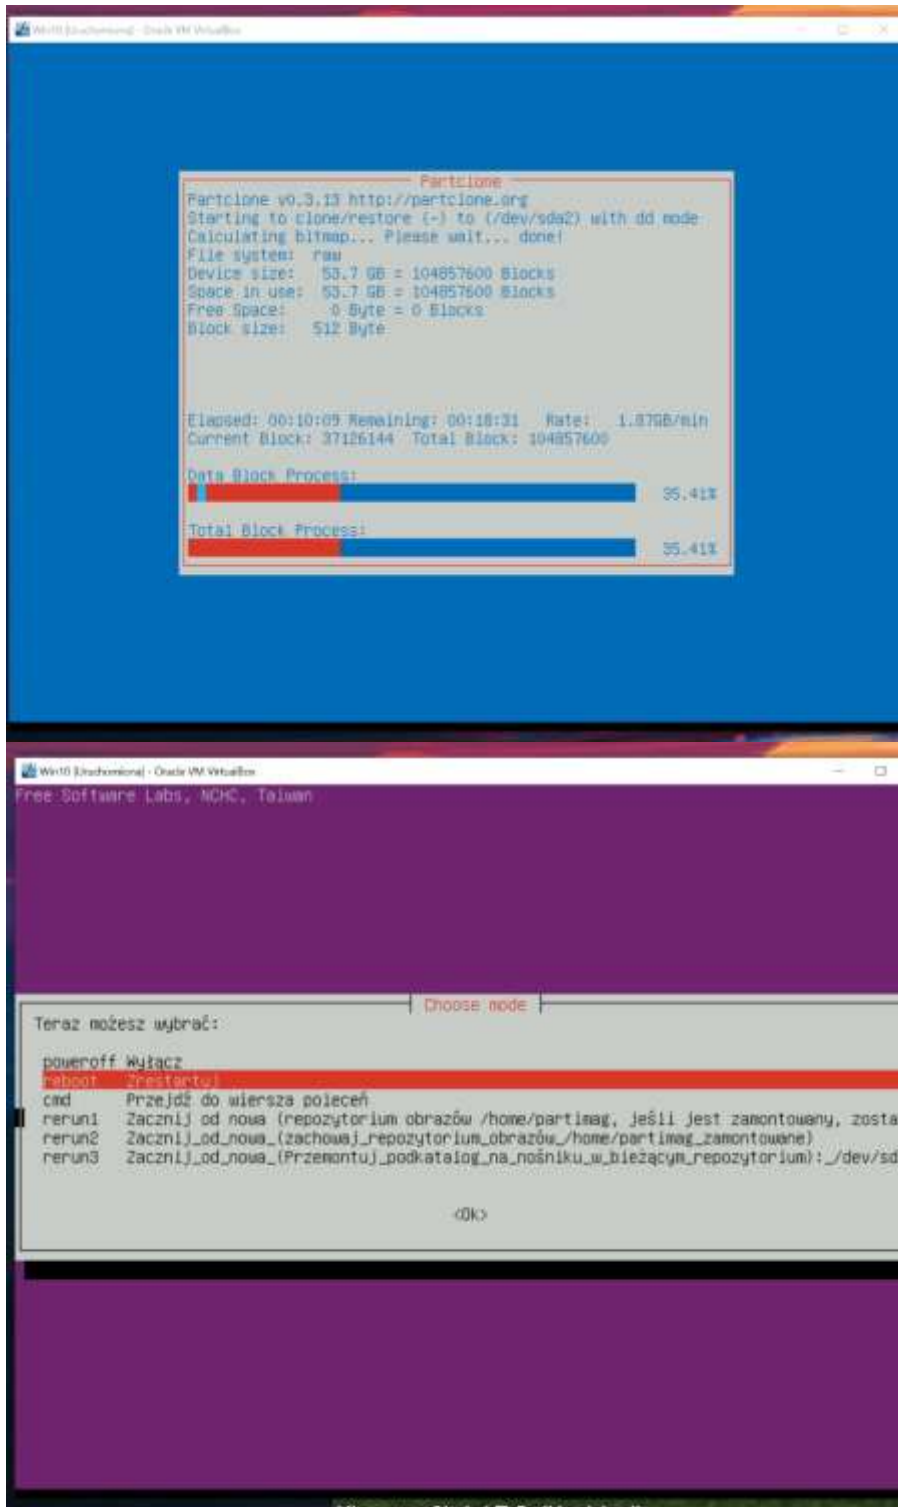 Win10 [Uruchomiona] - Oracle VM VirtualBox
Partclone
Partclone v0.3.13 http://partclone.org
Starting to clone/restore (-) to (/dev/sda2) with dd mode
Calculating bitmap... Please wait... done!
File system: raw
Device size: 53.7 GB = 104857600 Blocks
Space in use: 53.7 GB = 104857600 Blocks
Free Space: 0 Byte = 0 Blocks
Block size: 512 Byte
Elapsed: 00:10:09 Remaining: 00:18:31 Rate: 1.87GB/min
Current Block: 37126144 Total Block: 104857600
Data Block Process:
35.41%
Total Block Process:
35.41%
Win10 [Uruchomiona] - Oracle VM VirtualBox
Free Software Labs, NCHC, Taiwan
Choose mode
Teraz możesz wybrać:
poweroff Wyłącz
reboot Zrestartuj
cmd Przejdź do wiersza poleceń
rerun1 Zacznij od nowa (repozytorium obrazów /home/partimag, jeśli jest zamontowany, zosta
rerun2 Zacznij_od_nowa_(zachowaj_repozytorium_obrazów_/home/partimag_zamontowane)
rerun3 Zacznij_od_nowa_(Przemontuj_podkatalog_na_nośniku_w_bieżącym_repozytorium):_/dev/sd
<Ok>